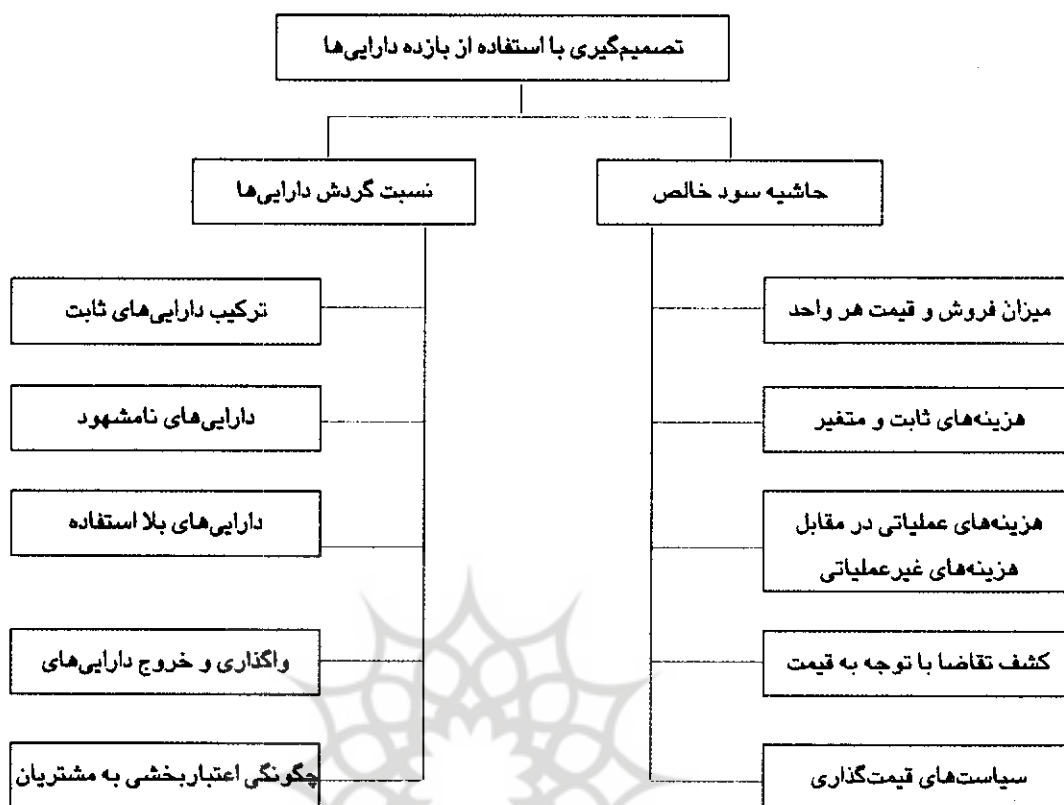 تصمیم‌گیری با استفاده از بازده دارایی‌ها
حاشیه سود خالص
نسبت گردش دارایی‌ها
میزان فروش و قیمت هر واحد
هزینه‌های ثابت و متغیر
هزینه‌های عملیاتی در مقابل
هزینه‌های غیرعملیاتی
کشف تقاضا با توجه به قیمت
سیاست‌های قیمت‌گذاری
ترکیب دارایی‌های ثابت
دارایی‌های نامشهود
دارایی‌های بلا استفاده
واگذاری و خروج دارایی‌های
چگونگی اعتباربخشی به مشتریان